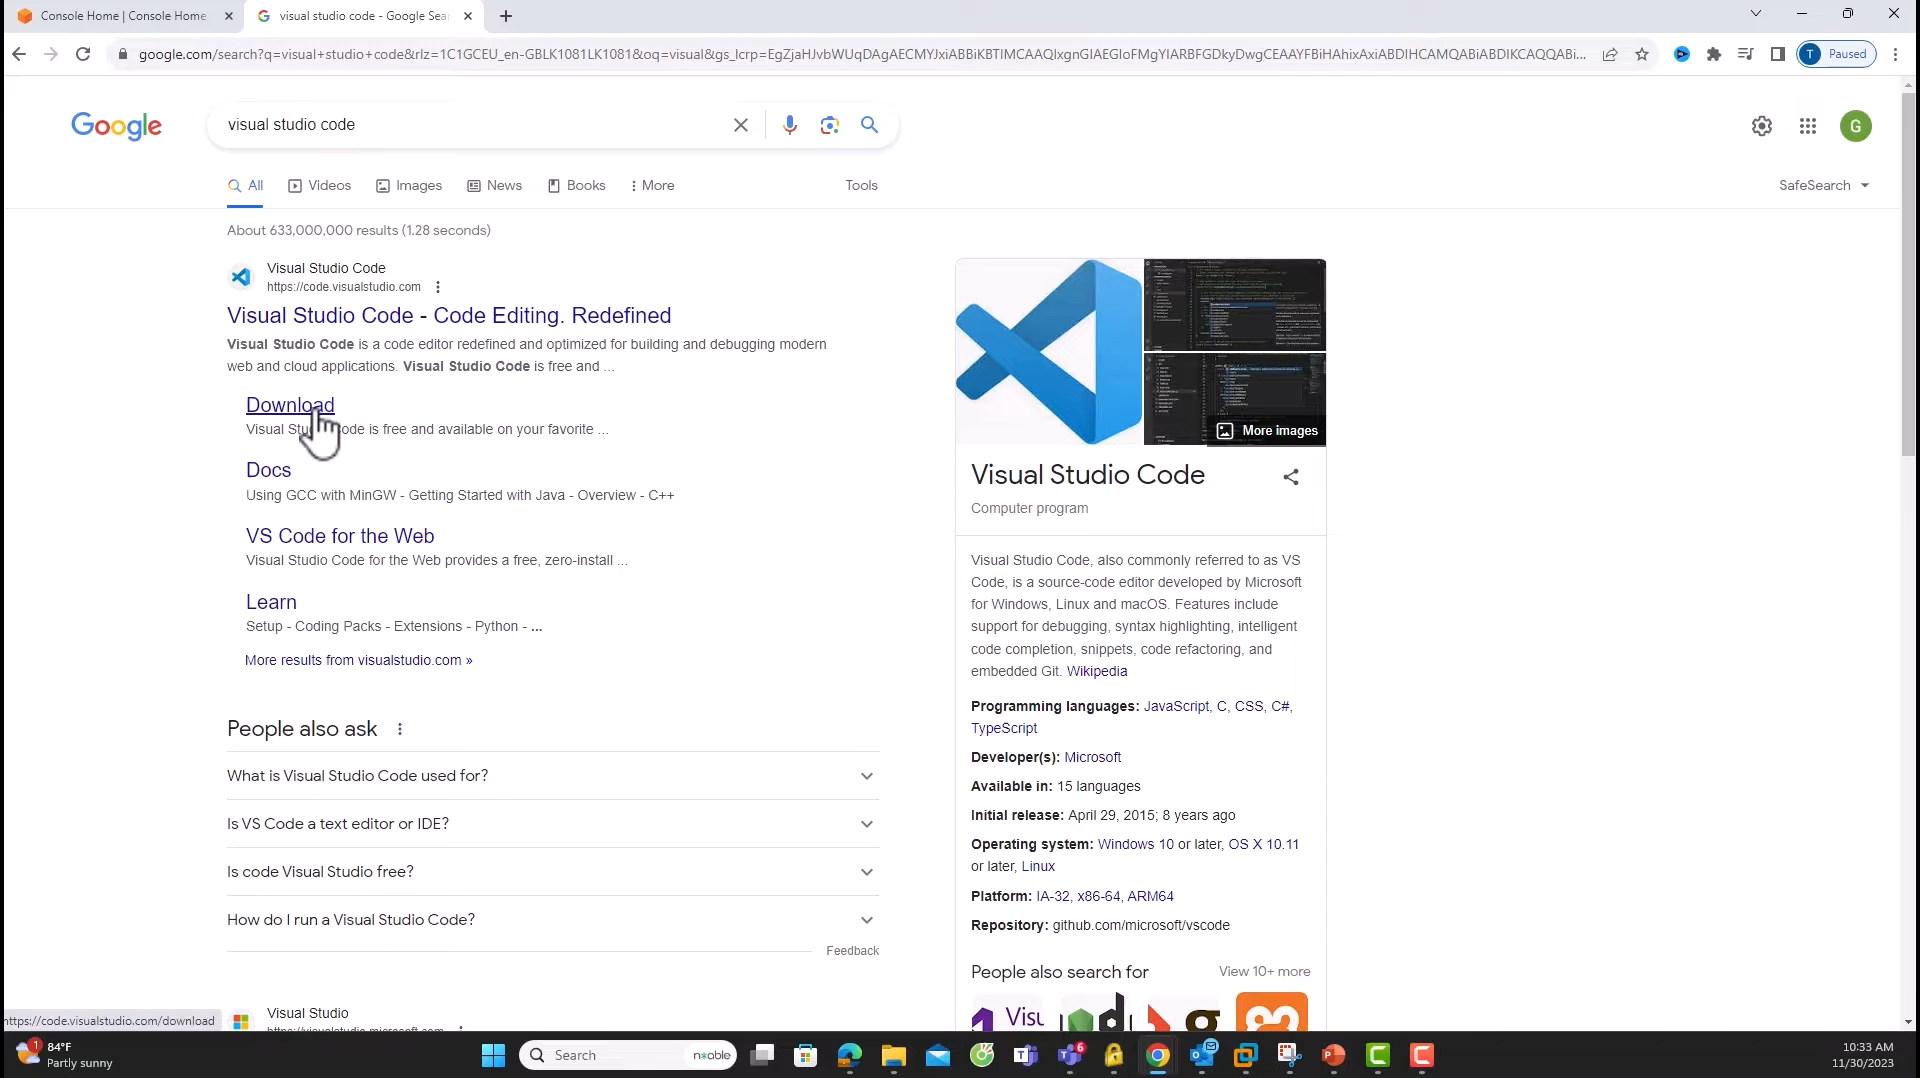 Console Home | Console Home
visual studio code - Google Sear
google.com/search?q=visual+studio+code&rlz=1C1GCEU_en-GBLK1081LK1081&oq=visual&gs_lcrp=EgZjaHJvbWUqDAgAECMYJxiABBiKBTIMCAAQIxgnGIAEGIoFMgYIARBFGDkyDwgCEAAYFBiHAhixAxiABDIHCAMQABiABDIKCAQQABi...
T Paused
Google
visual studio code
G
All
Videos
Images
News
Books
More
Tools
SafeSearch
About 633,000,000 results (1.28 seconds)
Visual Studio Code
https://code.visualstudio.com
Visual Studio Code - Code Editing. Redefined
Visual Studio Code is a code editor redefined and optimized for building and debugging modern
web and cloud applications. Visual Studio Code is free and ...
Download
Visual Stu ode is free and available on your favorite ...
Docs
Using GCC with MinGW - Getting Started with Java - Overview - C++
VS Code for the Web
Visual Studio Code for the Web provides a free, zero-install ...
Learn
Setup - Coding Packs - Extensions - Python - ...
More results from visualstudio.com »
People also ask
What is Visual Studio Code used for?
Is VS Code a text editor or IDE?
Is code Visual Studio free?
How do I run a Visual Studio Code?
Feedback
Visual Studio
https://visualstudio.microsoft.com
More images
Visual Studio Code
Computer program
Visual Studio Code, also commonly referred to as VS
Code, is a source-code editor developed by Microsoft
for Windows, Linux and macOS. Features include
support for debugging, syntax highlighting, intelligent
code completion, snippets, code refactoring, and
embedded Git. Wikipedia
Programming languages: JavaScript, C, CSS, C#,
TypeScript
Developer(s): Microsoft
Available in: 15 languages
Initial release: April 29, 2015; 8 years ago
Operating system: Windows 10 or later, OS X 10.11
or later, Linux
Platform: IA-32, x86-64, ARM64
Repository: github.com/microsoft/vscode
People also search for
View 10+ more
Visu
https://code.visualstudio.com/download
1
84°F
Partly sunny
Search
n·able
6
10:33 AM
11/30/2023